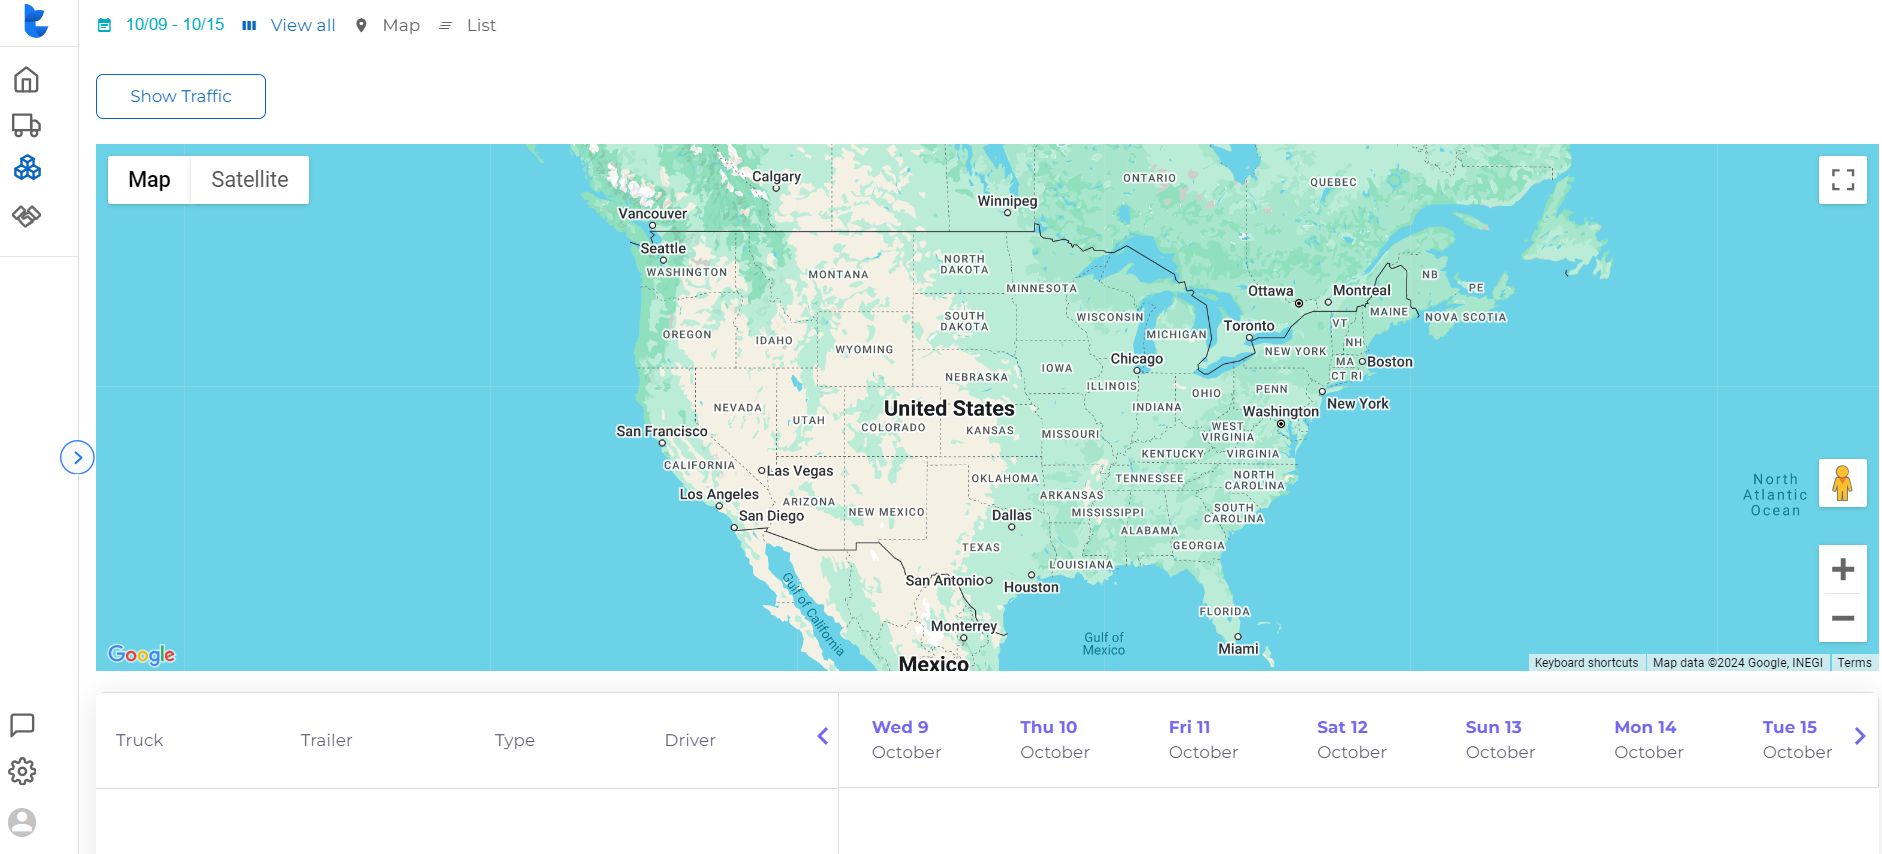 10/09 - 10/15 View all Map List
Show Traffic
Map Satellite
Calgary
ONTARIO
QUEBEC
Winnipeg
Vancouver
Seattle
WASHINGTON
MONTANA
NORTH
DAKOTA
MINNESOTA
NB
PE
Ottawa
Montreal
MAINE
NOVA SCOTIA
OREGON
IDAHO
SOUTH
DAKOTA
WISCONSIN
MICHIGAN
Toronto
VT
NH
WYOMING
Chicago
NEW YORK
MA
Boston
CT RI
IOWA
NEBRASKA
ILLINOIS
OHIO
PENN
New York
NEVADA
UTAH
United States
INDIANA
Washington
San Francisco
COLORADO
KANSAS
MISSOURI
WEST
VIRGINIA
KENTUCKY
VIRGINIA
CALIFORNIA
Las Vegas
OKLAHOMA
TENNESSEE
NORTH
CAROLINA
Los Angeles
ARIZONA
NEW MEXICO
ARKANSAS
MISSISSIPPI
SOUTH
CAROLINA
San Diego
Dallas
ALABAMA
GEORGIA
TEXAS
LOUISIANA
San Antonio
Houston
Gulf of California
Monterrey
Mexico
Gulf of
Mexico
FLORIDA
Miami
North
Atlantic
Ocean
Google
Keyboard shortcuts Map data ©2024 Google, INEGI Terms
Truck Trailer Type Driver
Wed 9 Thu 10 Fri 11 Sat 12 Sun 13 Mon 14 Tue 15
October October October October October October October